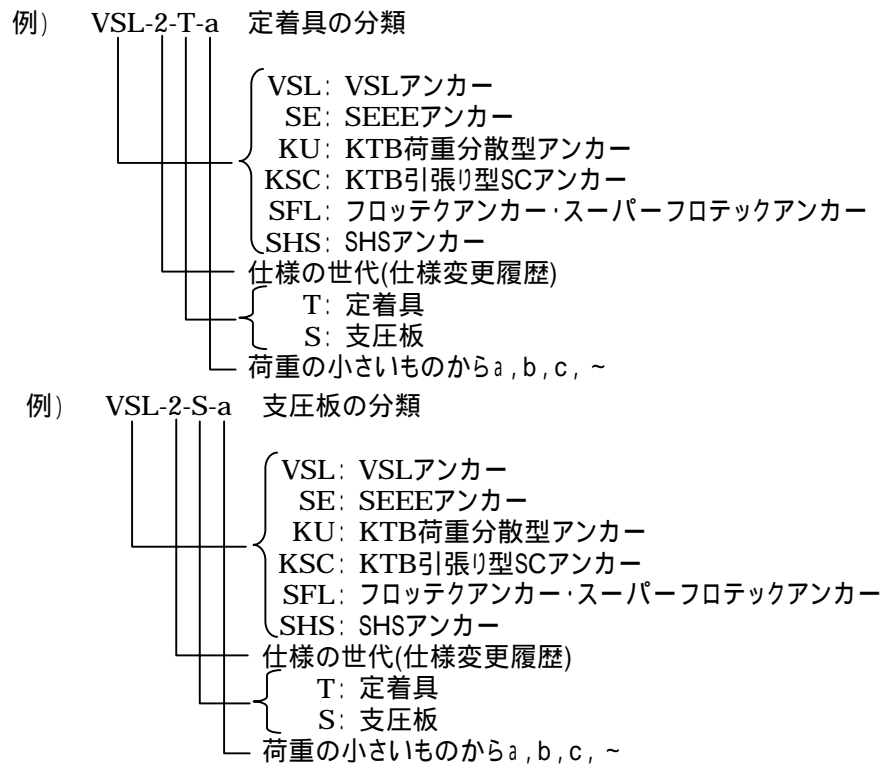 例) VSL-2-T-a 定着具の分類
VSL: VSLアンカー
SE: SEEEアンカー
KU: KTB荷重分散型アンカー
KSC: KTB引張り型SCアンカー
SFL: フロッテクアンカー・スーパーフロテックアンカー
SHS: SHSアンカー
仕様の世代(仕様変更履歴)
T: 定着具
S: 支圧板
荷重の小さいものからa,b,c,~
例) VSL-2-S-a 支圧板の分類
VSL: VSLアンカー
SE: SEEEアンカー
KU: KTB荷重分散型アンカー
KSC: KTB引張り型SCアンカー
SFL: フロッテクアンカー・スーパーフロテックアンカー
SHS: SHSアンカー
仕様の世代(仕様変更履歴)
T: 定着具
S: 支圧板
荷重の小さいものからa,b,c,~